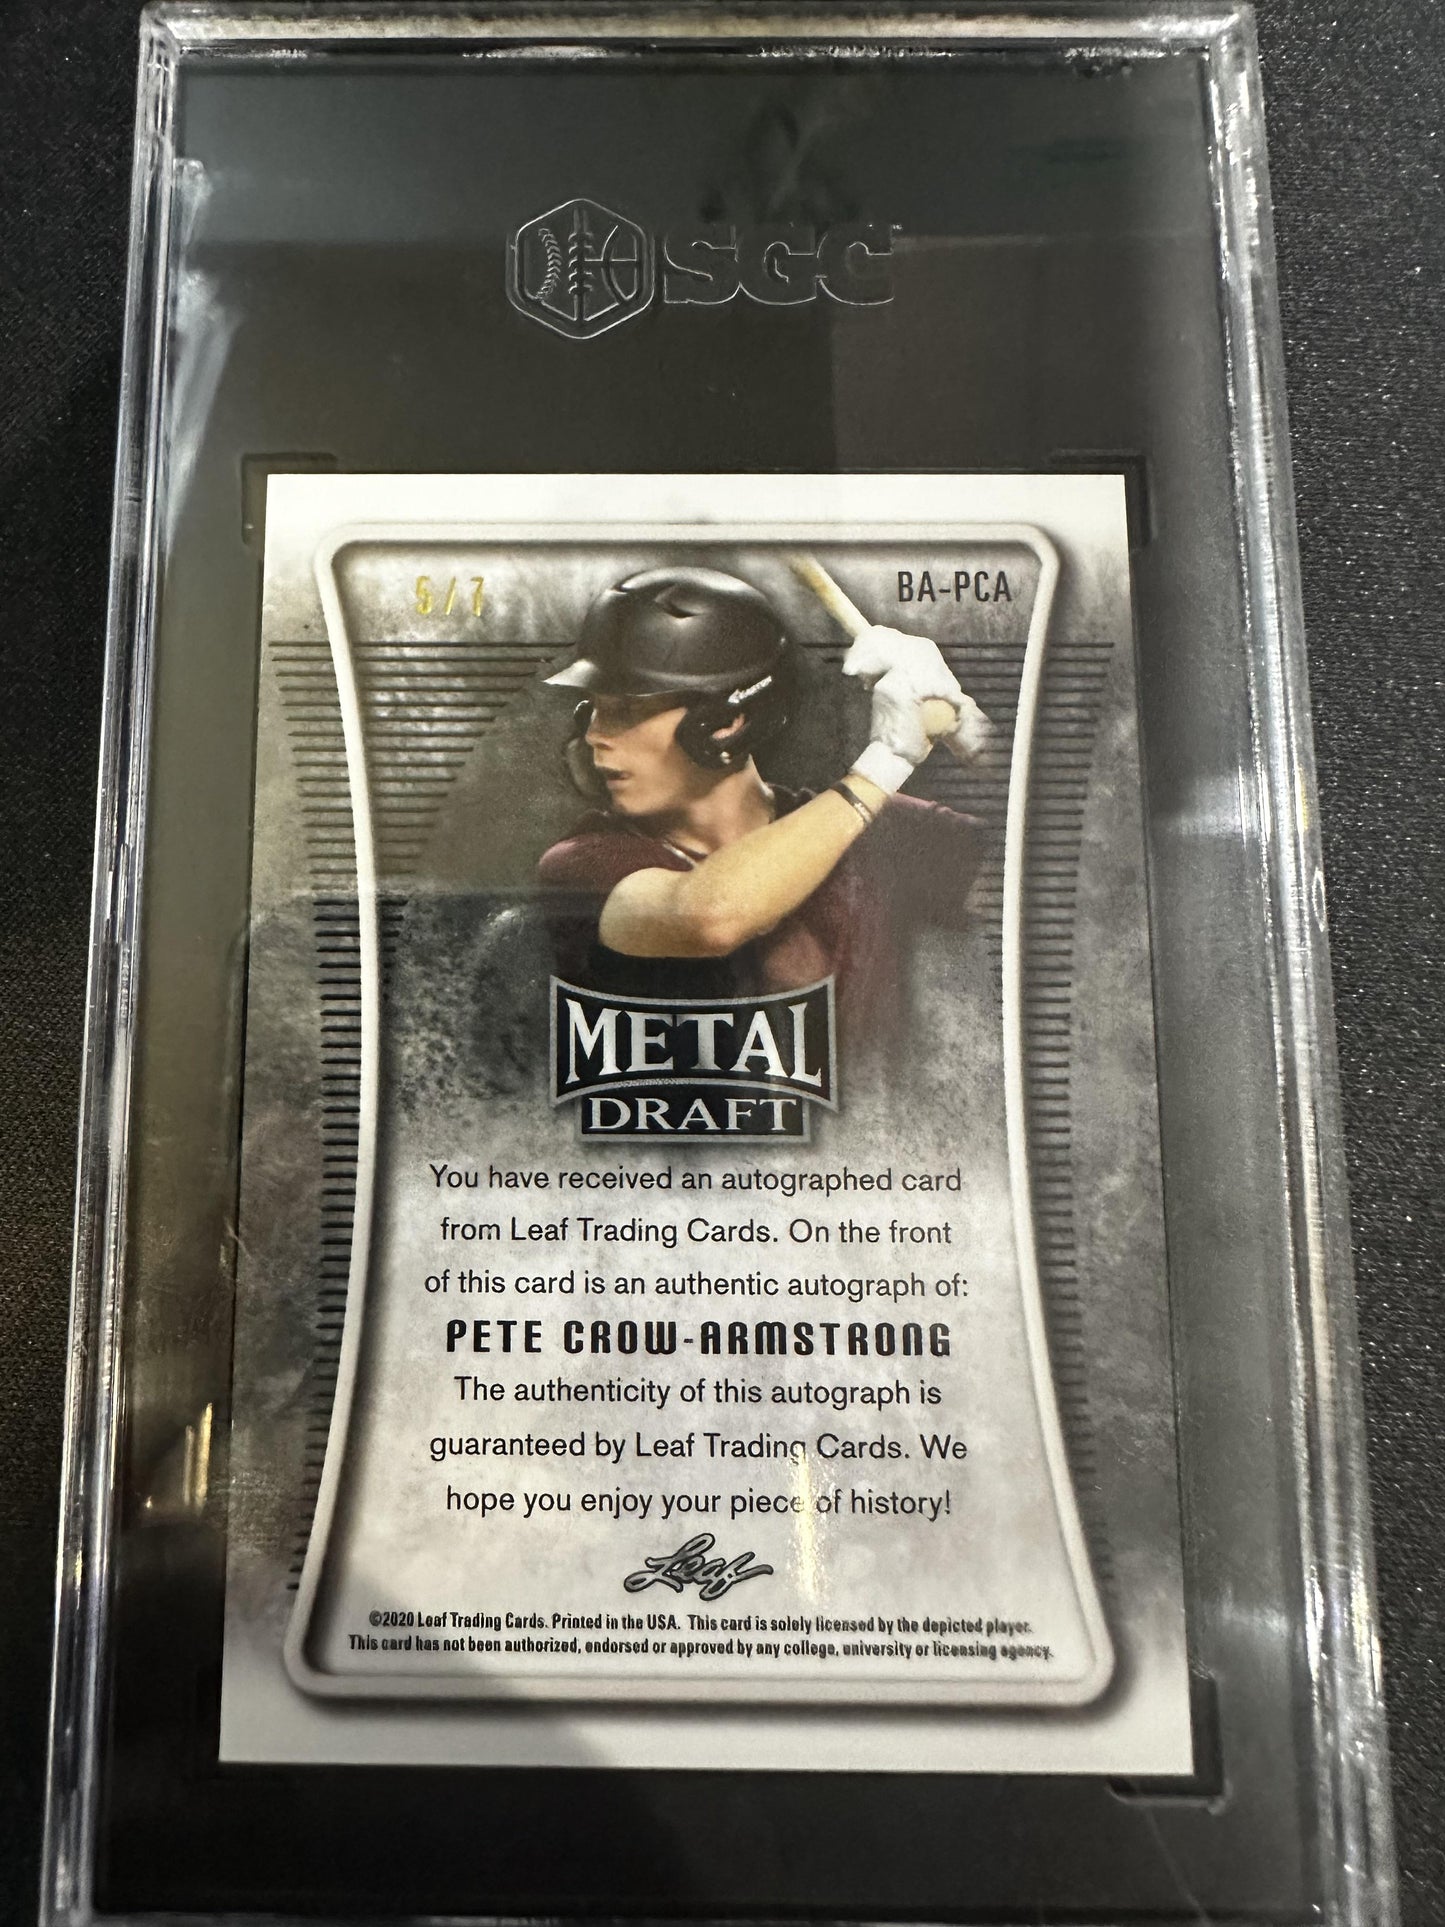 SGC
5/7
BA-PCA
METAL
DRAFT
You have received an autographed card
from Leaf Trading Cards. On the front
of this card is an authentic autograph of:
PETE CROW-ARMSTRONG
The authenticity of this autograph is
guaranteed by Leaf Trading Cards. We
hope you enjoy your piece of history!
Leaf
©2020 Leaf Trading Cards. Printed in the USA. This card is solely licensed by the depicted player.
This card has not been authorized, endorsed or approved by any college, university or licensing agency.